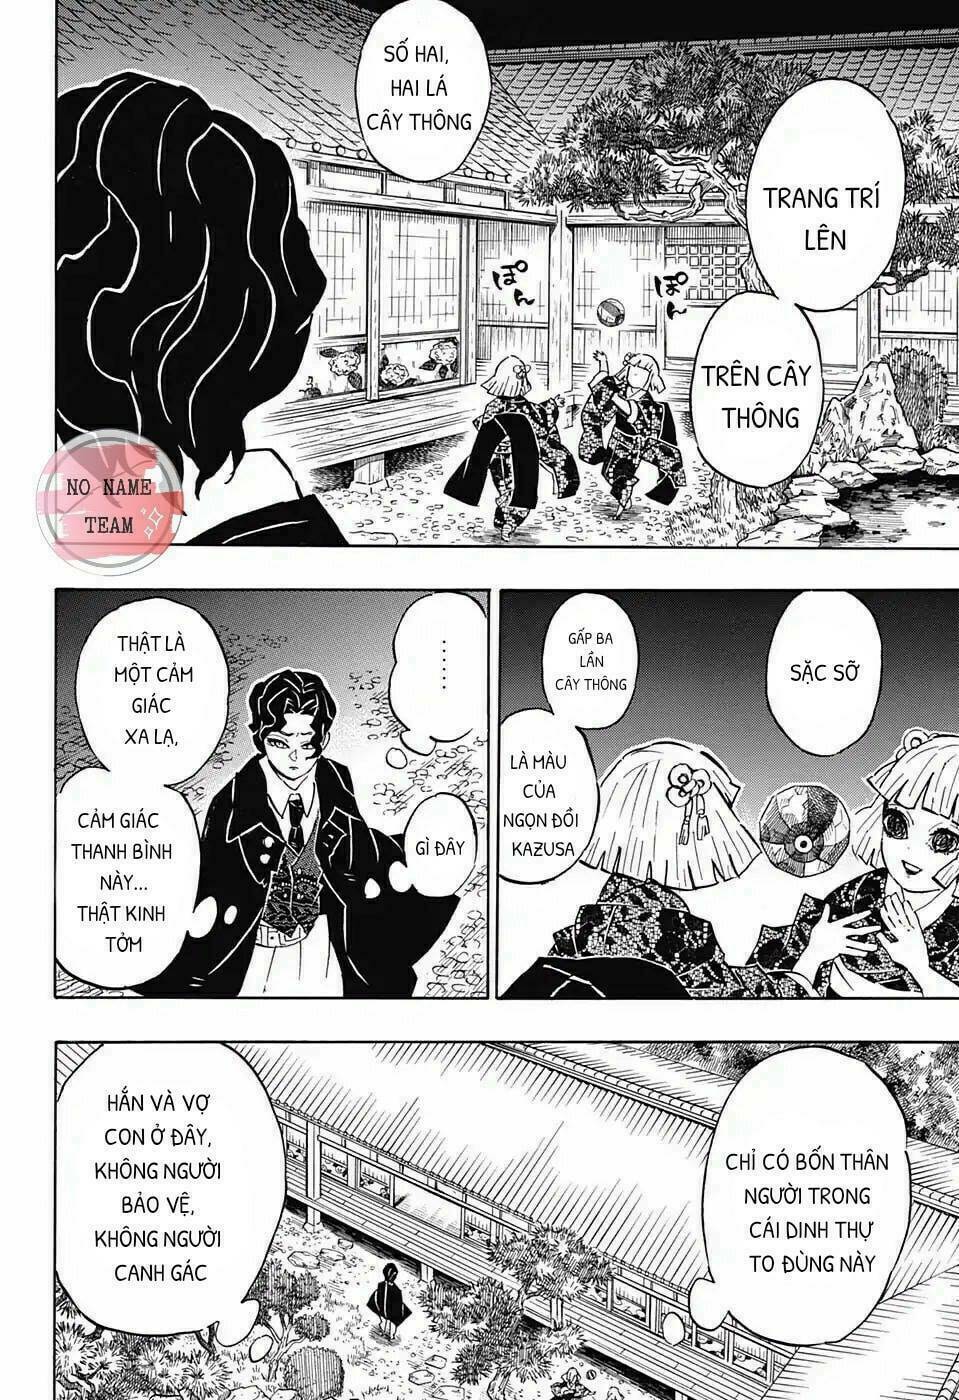 TRANG TRÍ
LÊN
TRÊN CÂY
THÔNG
SỐ HAI,
HAI LÁ
CÂY THÔNG
ぽん
ぽん
NO NAME
TEAM
SẶC SỠ
GẤP BA
LẦN
CÂY THÔNG
LÀ MÀU
CỦA
NGỌN ĐỒI
KAZUSA
......
GÌ ĐÂY
THẬT LÀ
MỘT CẢM
GIÁC
XA LẠ,
CẢM GIÁC
THANH BÌNH
NÀY...
THẬT KINH
TỞM
CHỈ CÓ BỐN THÂN
NGƯỜI TRONG
CÁI DINH THỰ
TO ĐÙNG NÀY
HẮN VÀ VỢ
CON Ở ĐÂY,
KHÔNG NGƯỜI
BẢO VỆ,
KHÔNG NGƯỜI
CANH GÁC